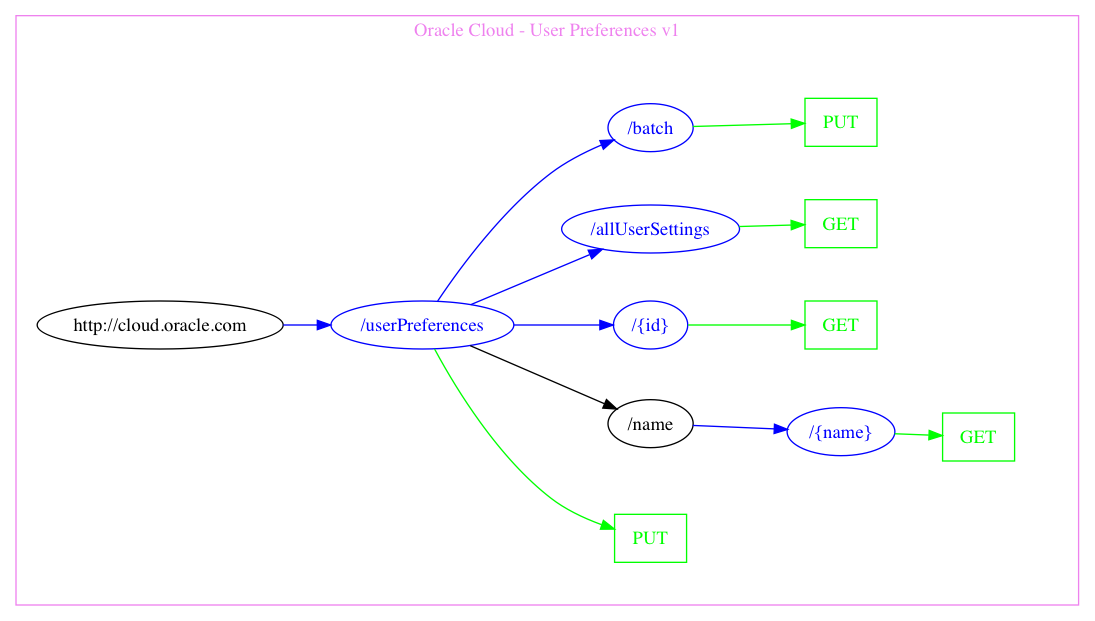 Oracle Cloud - User Preferences v1
/batch
PUT
/allUserSettings
GET
http://cloud.oracle.com
/userPreferences
/{id}
GET
/name
/{name}
GET
PUT